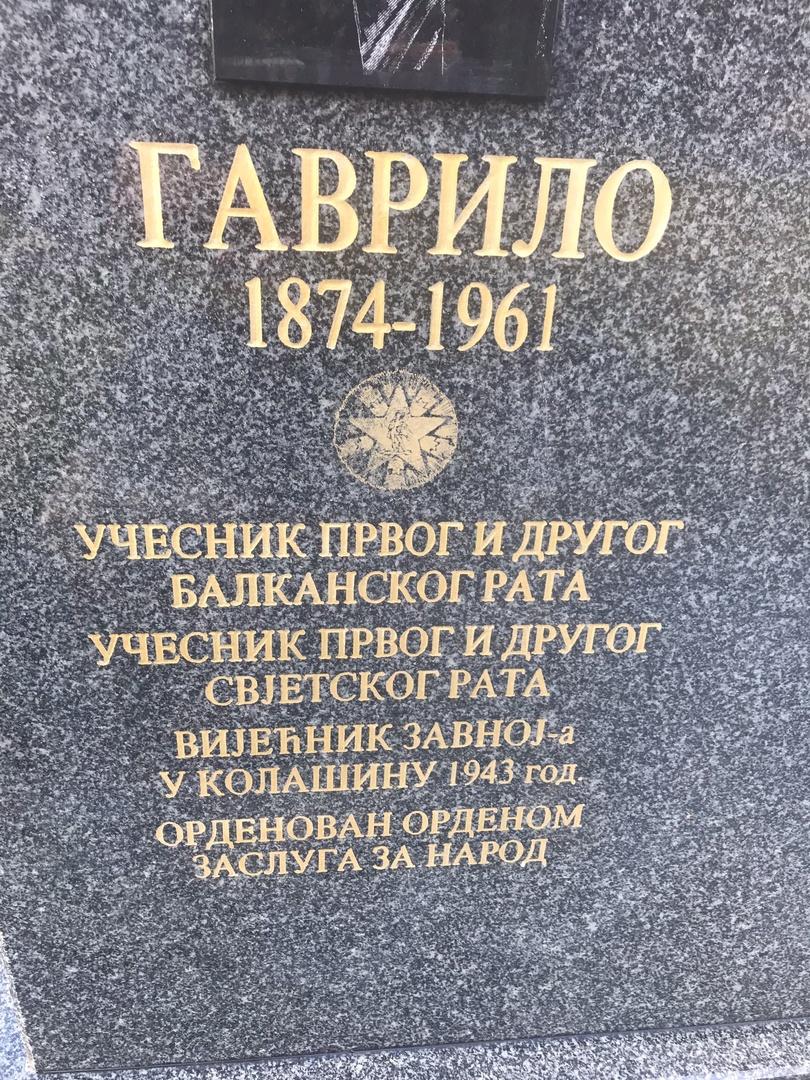 ГАВРИЛО
1874-1961
УЧЕСНИК ПРВОГ И ДРУГОГ
БАЛКАНСКОГ РАТА
УЧЕСНИК ПРВОГ И ДРУГОГ
СВЈЕТСКОГ РАТА
ВИЈЕЋНИК ЗАВНОЈ-а
У КОЛАШИНУ 1943 год.
ОРДЕНОВАН ОРДЕНОМ
ЗАСЛУГА ЗА НАРОД